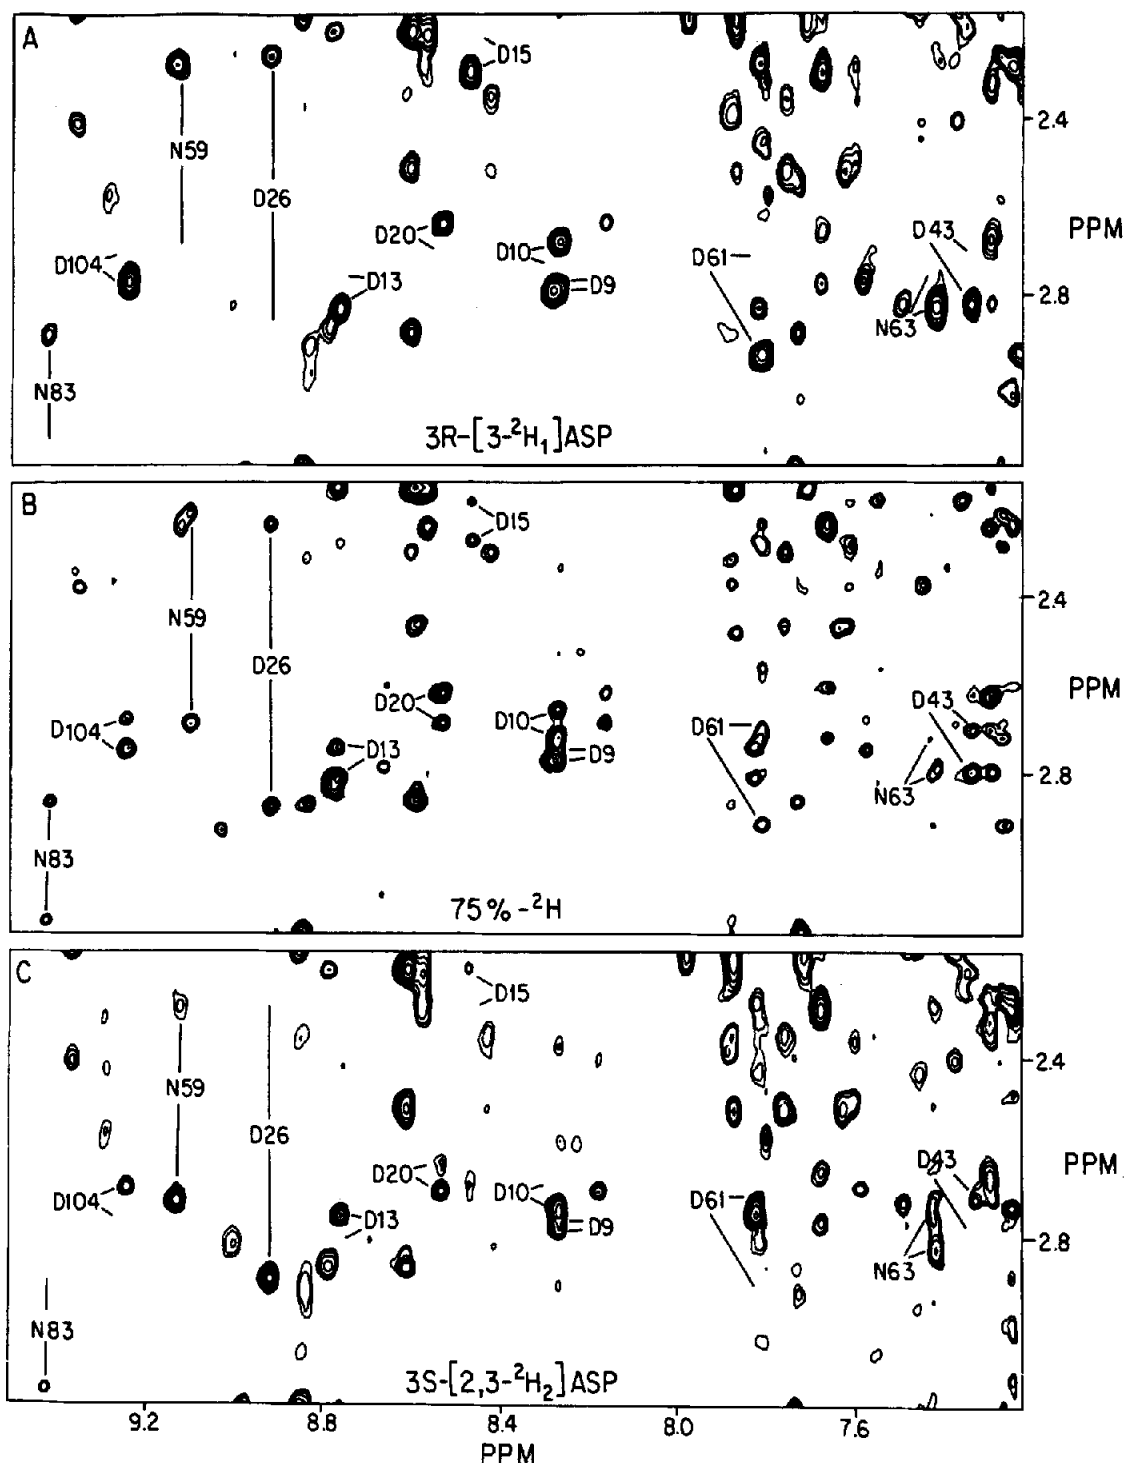 A
D15
2.4
N59
D26
PPM
D20
D10
D43
D104
D61
D13
D9
2.8
N63
N83
3R-[3-²H₁]ASP
B
D15
2.4
N59
D26
PPM
D20
D10
D43
D104
D61
D13
D9
2.8
N63
N83
75%-²H
C
D15
2.4
N59
D26
PPM
D20
D43
D104
D10
D61
D13
D9
2.8
N63
N83
3S-[2,3-²H₂]ASP
9.2 8.8 8.4 8.0 7.6
PPM